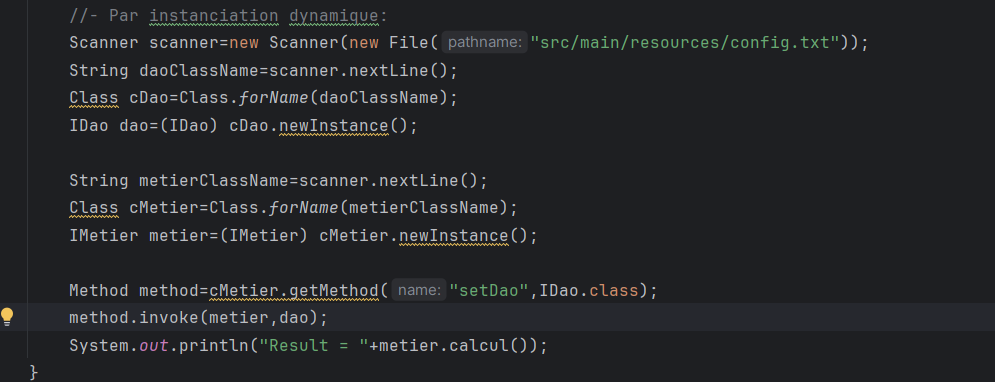 //- Par instanciation dynamique:
Scanner scanner=new Scanner(new File( pathname: "src/main/resources/config.txt"));
String daoClassName=scanner.nextLine();
Class cDao=Class.forName(daoClassName);
IDao dao=(IDao) cDao.newInstance();
String metierClassName=scanner.nextLine();
Class cMetier=Class.forName(metierClassName);
IMetier metier=(IMetier) cMetier.newInstance();
Method method=cMetier.getMethod( name: "setDao",IDao.class);
method.invoke(metier,dao);
System.out.println("Result = "+metier.calcul());
}